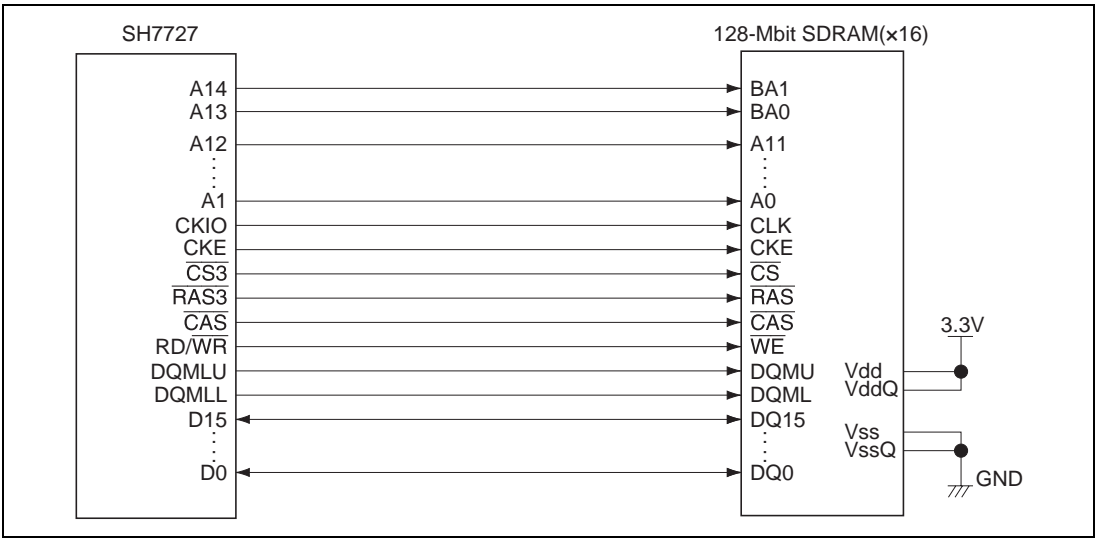 SH7727
128-Mbit SDRAM(×16)
A14
BA1
A13
BA0
A12
A11
A1
A0
CKIO
CLK
CKE
CKE
CS3
CS
RAS3
RAS
CAS
CAS
3.3V
RD/WR
WE
DQMLU
DQMU
Vdd
DQMLL
DQML
VddQ
D15
DQ15
Vss
VssQ
D0
DQ0
GND